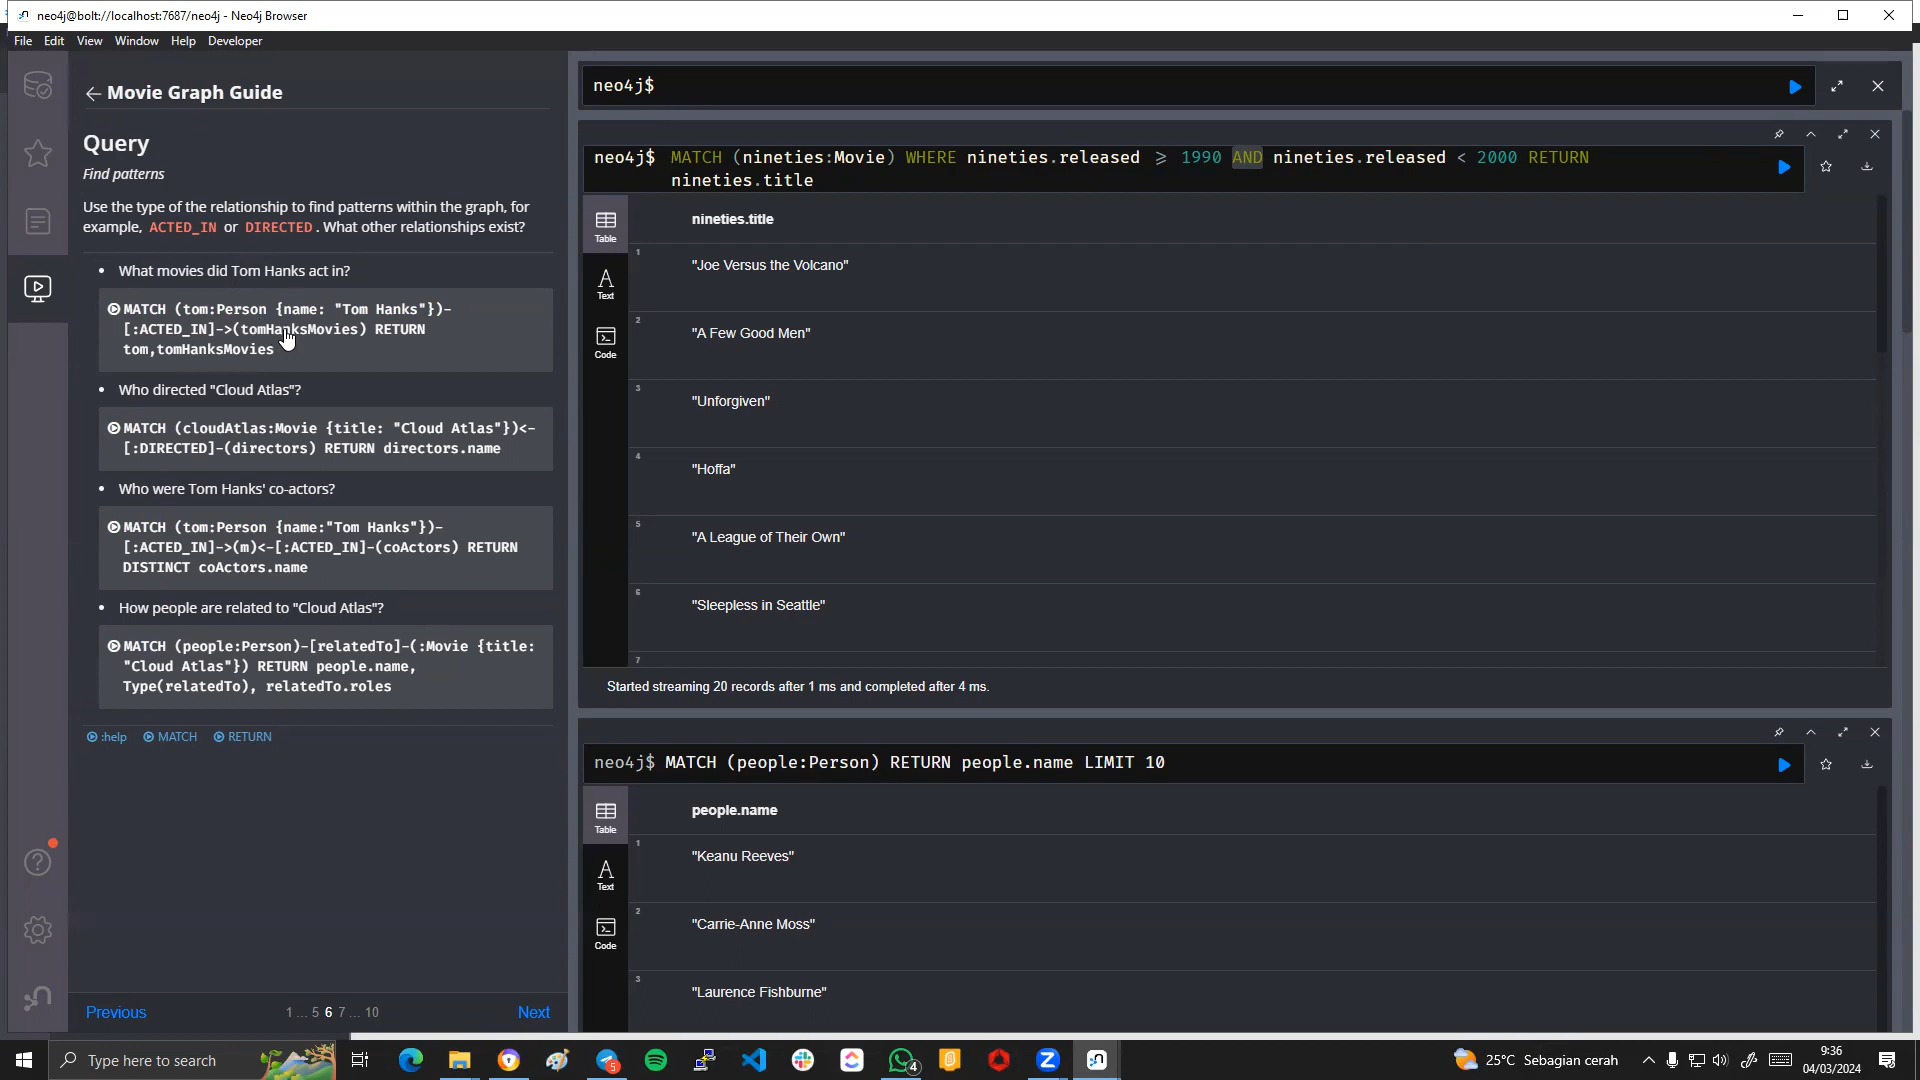 neo4j@bolt://localhost:7687/neo4j - Neo4j Browser
File Edit View Window Help Developer
Movie Graph Guide
Query
Find patterns
Use the type of the relationship to find patterns within the graph, for
example, ACTED_IN or DIRECTED. What other relationships exist?
• What movies did Tom Hanks act in?
MATCH (tom:Person {name: "Tom Hanks"})-
[:ACTED_IN]->(tomHanksMovies) RETURN
tom,tomHanksMovies
• Who directed "Cloud Atlas"?
MATCH (cloudAtlas:Movie {title: "Cloud Atlas"})<-
[:DIRECTED]-(directors) RETURN directors.name
• Who were Tom Hanks' co-actors?
MATCH (tom:Person {name:"Tom Hanks"})-
[:ACTED_IN]->(m)<-[:ACTED_IN]-(coActors) RETURN
DISTINCT coActors.name
• How people are related to "Cloud Atlas"?
MATCH (people:Person)-[relatedTo]-(:Movie {title:
"Cloud Atlas"}) RETURN people.name,
Type(relatedTo), relatedTo.roles
:help MATCH RETURN
Previous 1 ... 5 6 7 ... 10 Next
neo4j$
neo4j$ MATCH (nineties:Movie) WHERE nineties.released ⩾ 1990 AND nineties.released < 2000 RETURN
nineties.title
Table
Text
Code
nineties.title
1 "Joe Versus the Volcano"
2 "A Few Good Men"
3 "Unforgiven"
4 "Hoffa"
5 "A League of Their Own"
6 "Sleepless in Seattle"
7
Started streaming 20 records after 1 ms and completed after 4 ms.
neo4j$ MATCH (people:Person) RETURN people.name LIMIT 10
Table
Text
Code
people.name
1 "Keanu Reeves"
2 "Carrie-Anne Moss"
3 "Laurence Fishburne"
Type here to search
5
4
25°C Sebagian cerah
9:36
04/03/2024